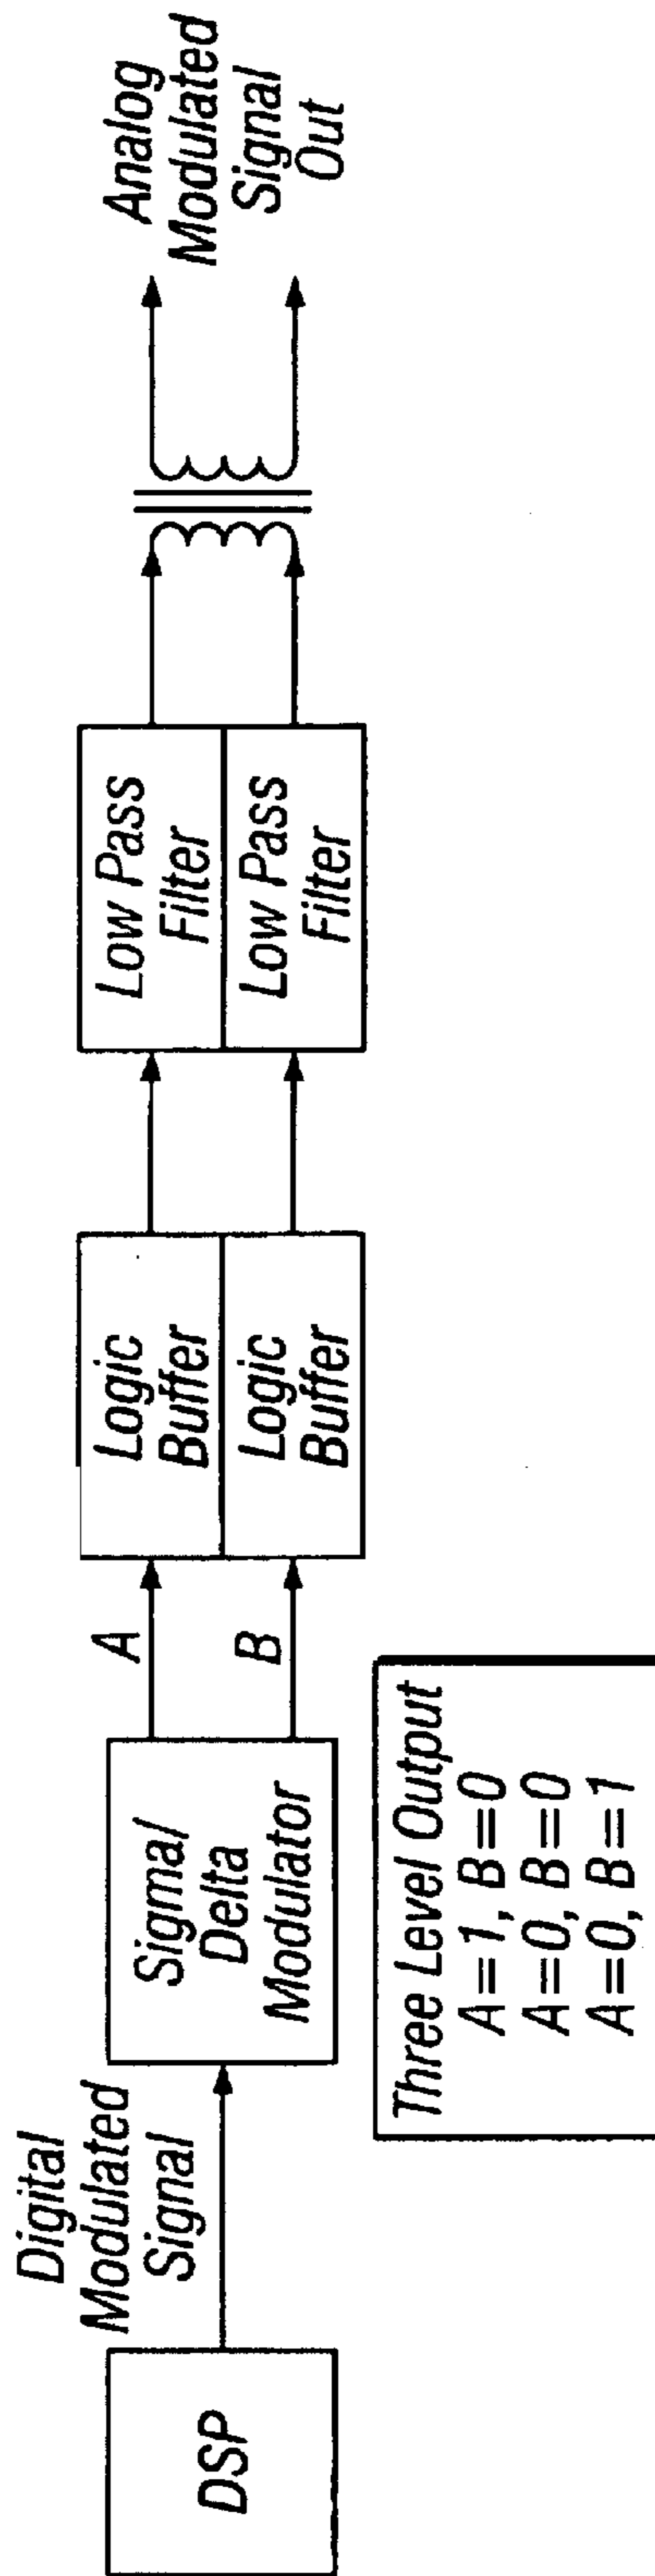 DSP
Digital
Modulated
Signal
Sigmal
Delta
Modulator
A
B
Logic
Buffer
Logic
Buffer
Low Pass
Filter
Low Pass
Filter
Analog
Modulated
Signal
Out
Three Level Output
A=1, B=0
A=0, B=0
A=0, B=1